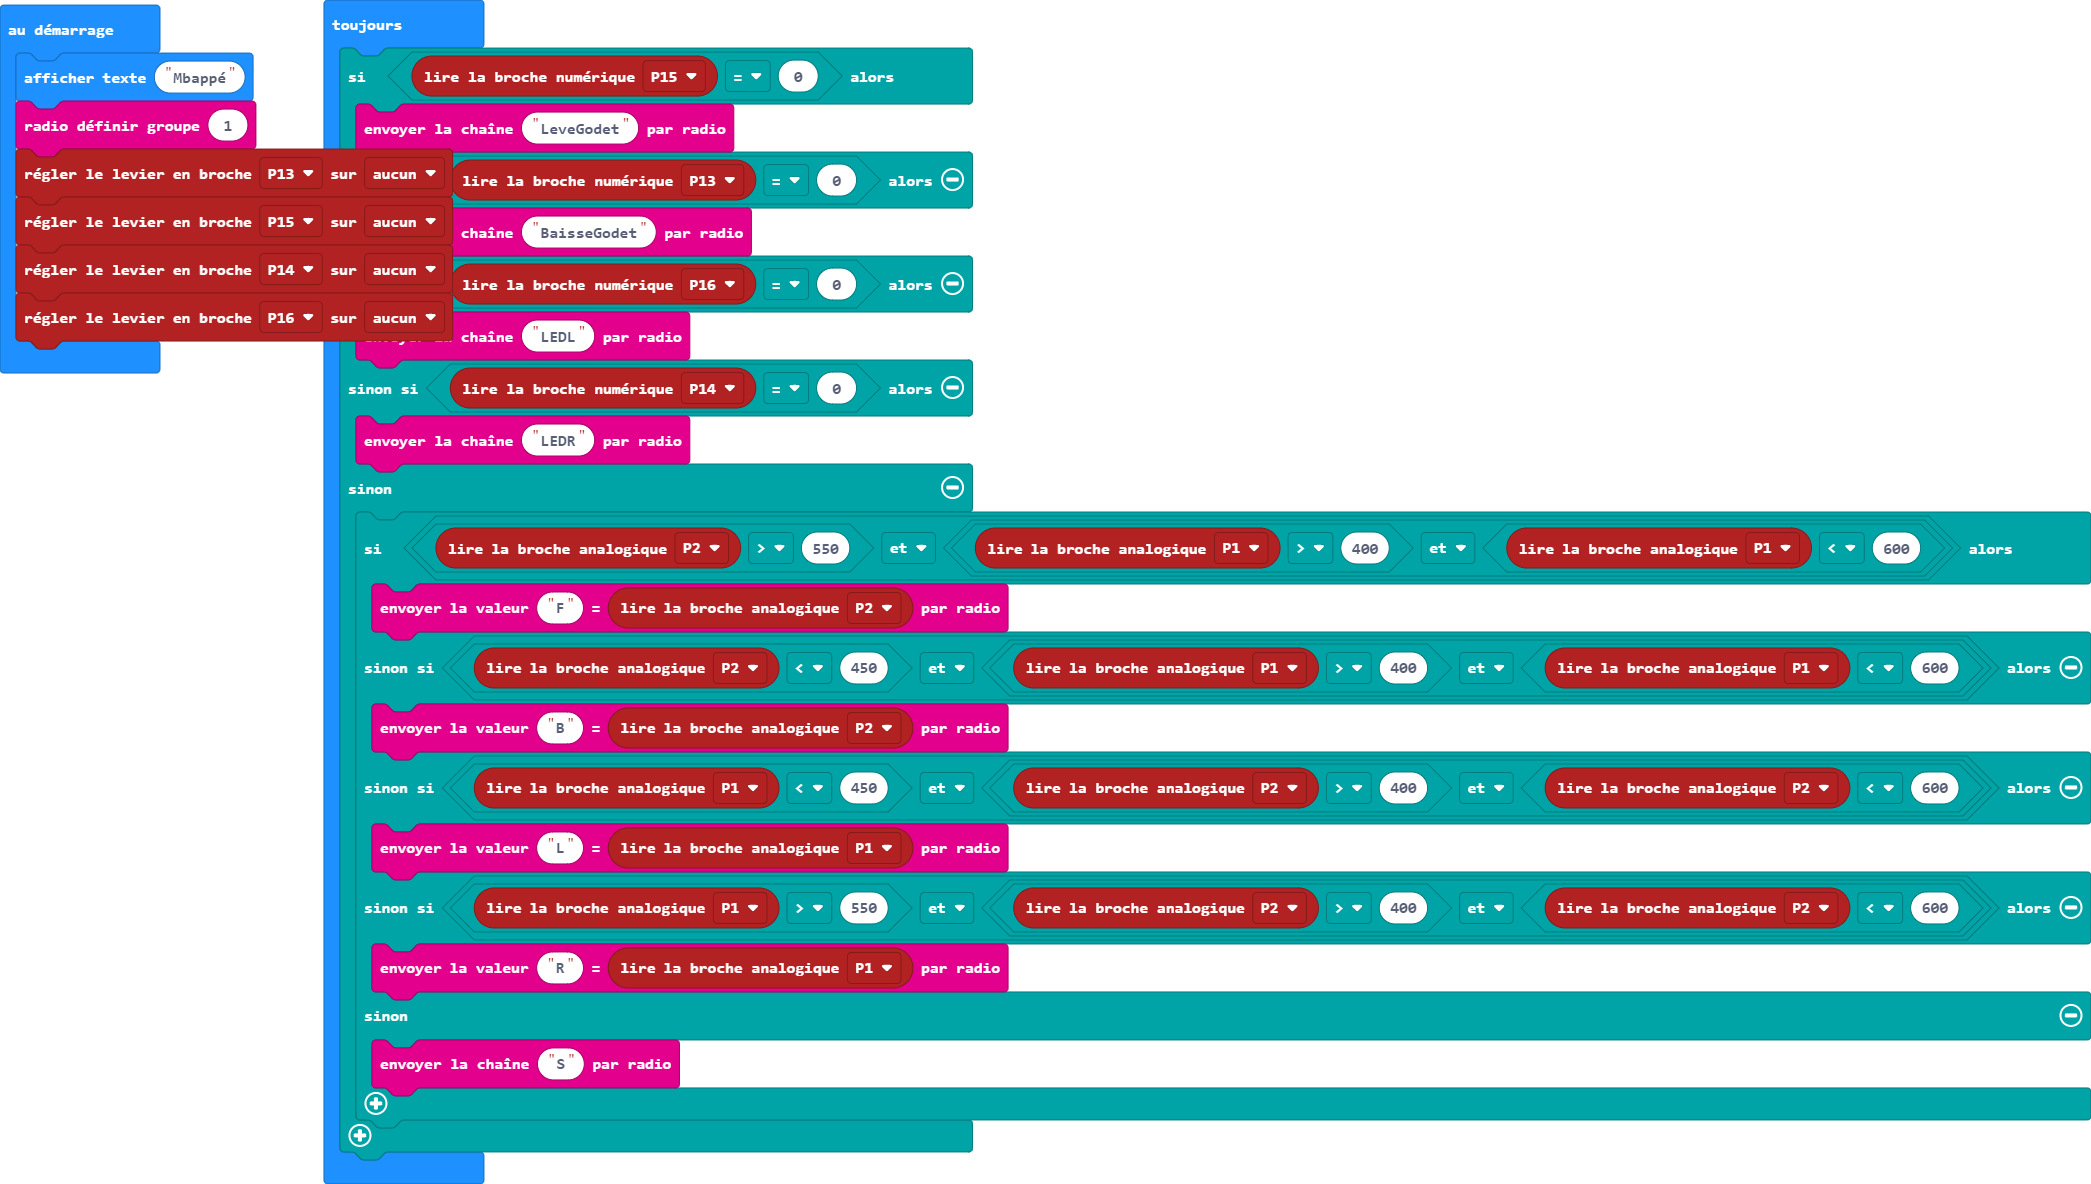 au démarrage
afficher texte "Mbappé"
radio définir groupe 1
régler le levier en broche P13 sur aucun
régler le levier en broche P15 sur aucun
régler le levier en broche P14 sur aucun
régler le levier en broche P16 sur aucun
toujours
si lire la broche numérique P15 = 0 alors
envoyer la chaîne "LeveGodet" par radio
lire la broche numérique P13 = 0 alors
chaîne "BaisseGodet" par radio
lire la broche numérique P16 = 0 alors
chaîne "LEDL" par radio
sinon si lire la broche numérique P14 = 0 alors
envoyer la chaîne "LEDR" par radio
sinon
si lire la broche analogique P2 > 550 et lire la broche analogique P1 > 400 et lire la broche analogique P1 < 600 alors
envoyer la valeur "F" = lire la broche analogique P2 par radio
sinon si lire la broche analogique P2 < 450 et lire la broche analogique P1 > 400 et lire la broche analogique P1 < 600 alors
envoyer la valeur "B" = lire la broche analogique P2 par radio
sinon si lire la broche analogique P1 < 450 et lire la broche analogique P2 > 400 et lire la broche analogique P2 < 600 alors
envoyer la valeur "L" = lire la broche analogique P1 par radio
sinon si lire la broche analogique P1 > 550 et lire la broche analogique P2 > 400 et lire la broche analogique P2 < 600 alors
envoyer la valeur "R" = lire la broche analogique P1 par radio
sinon
envoyer la chaîne "S" par radio